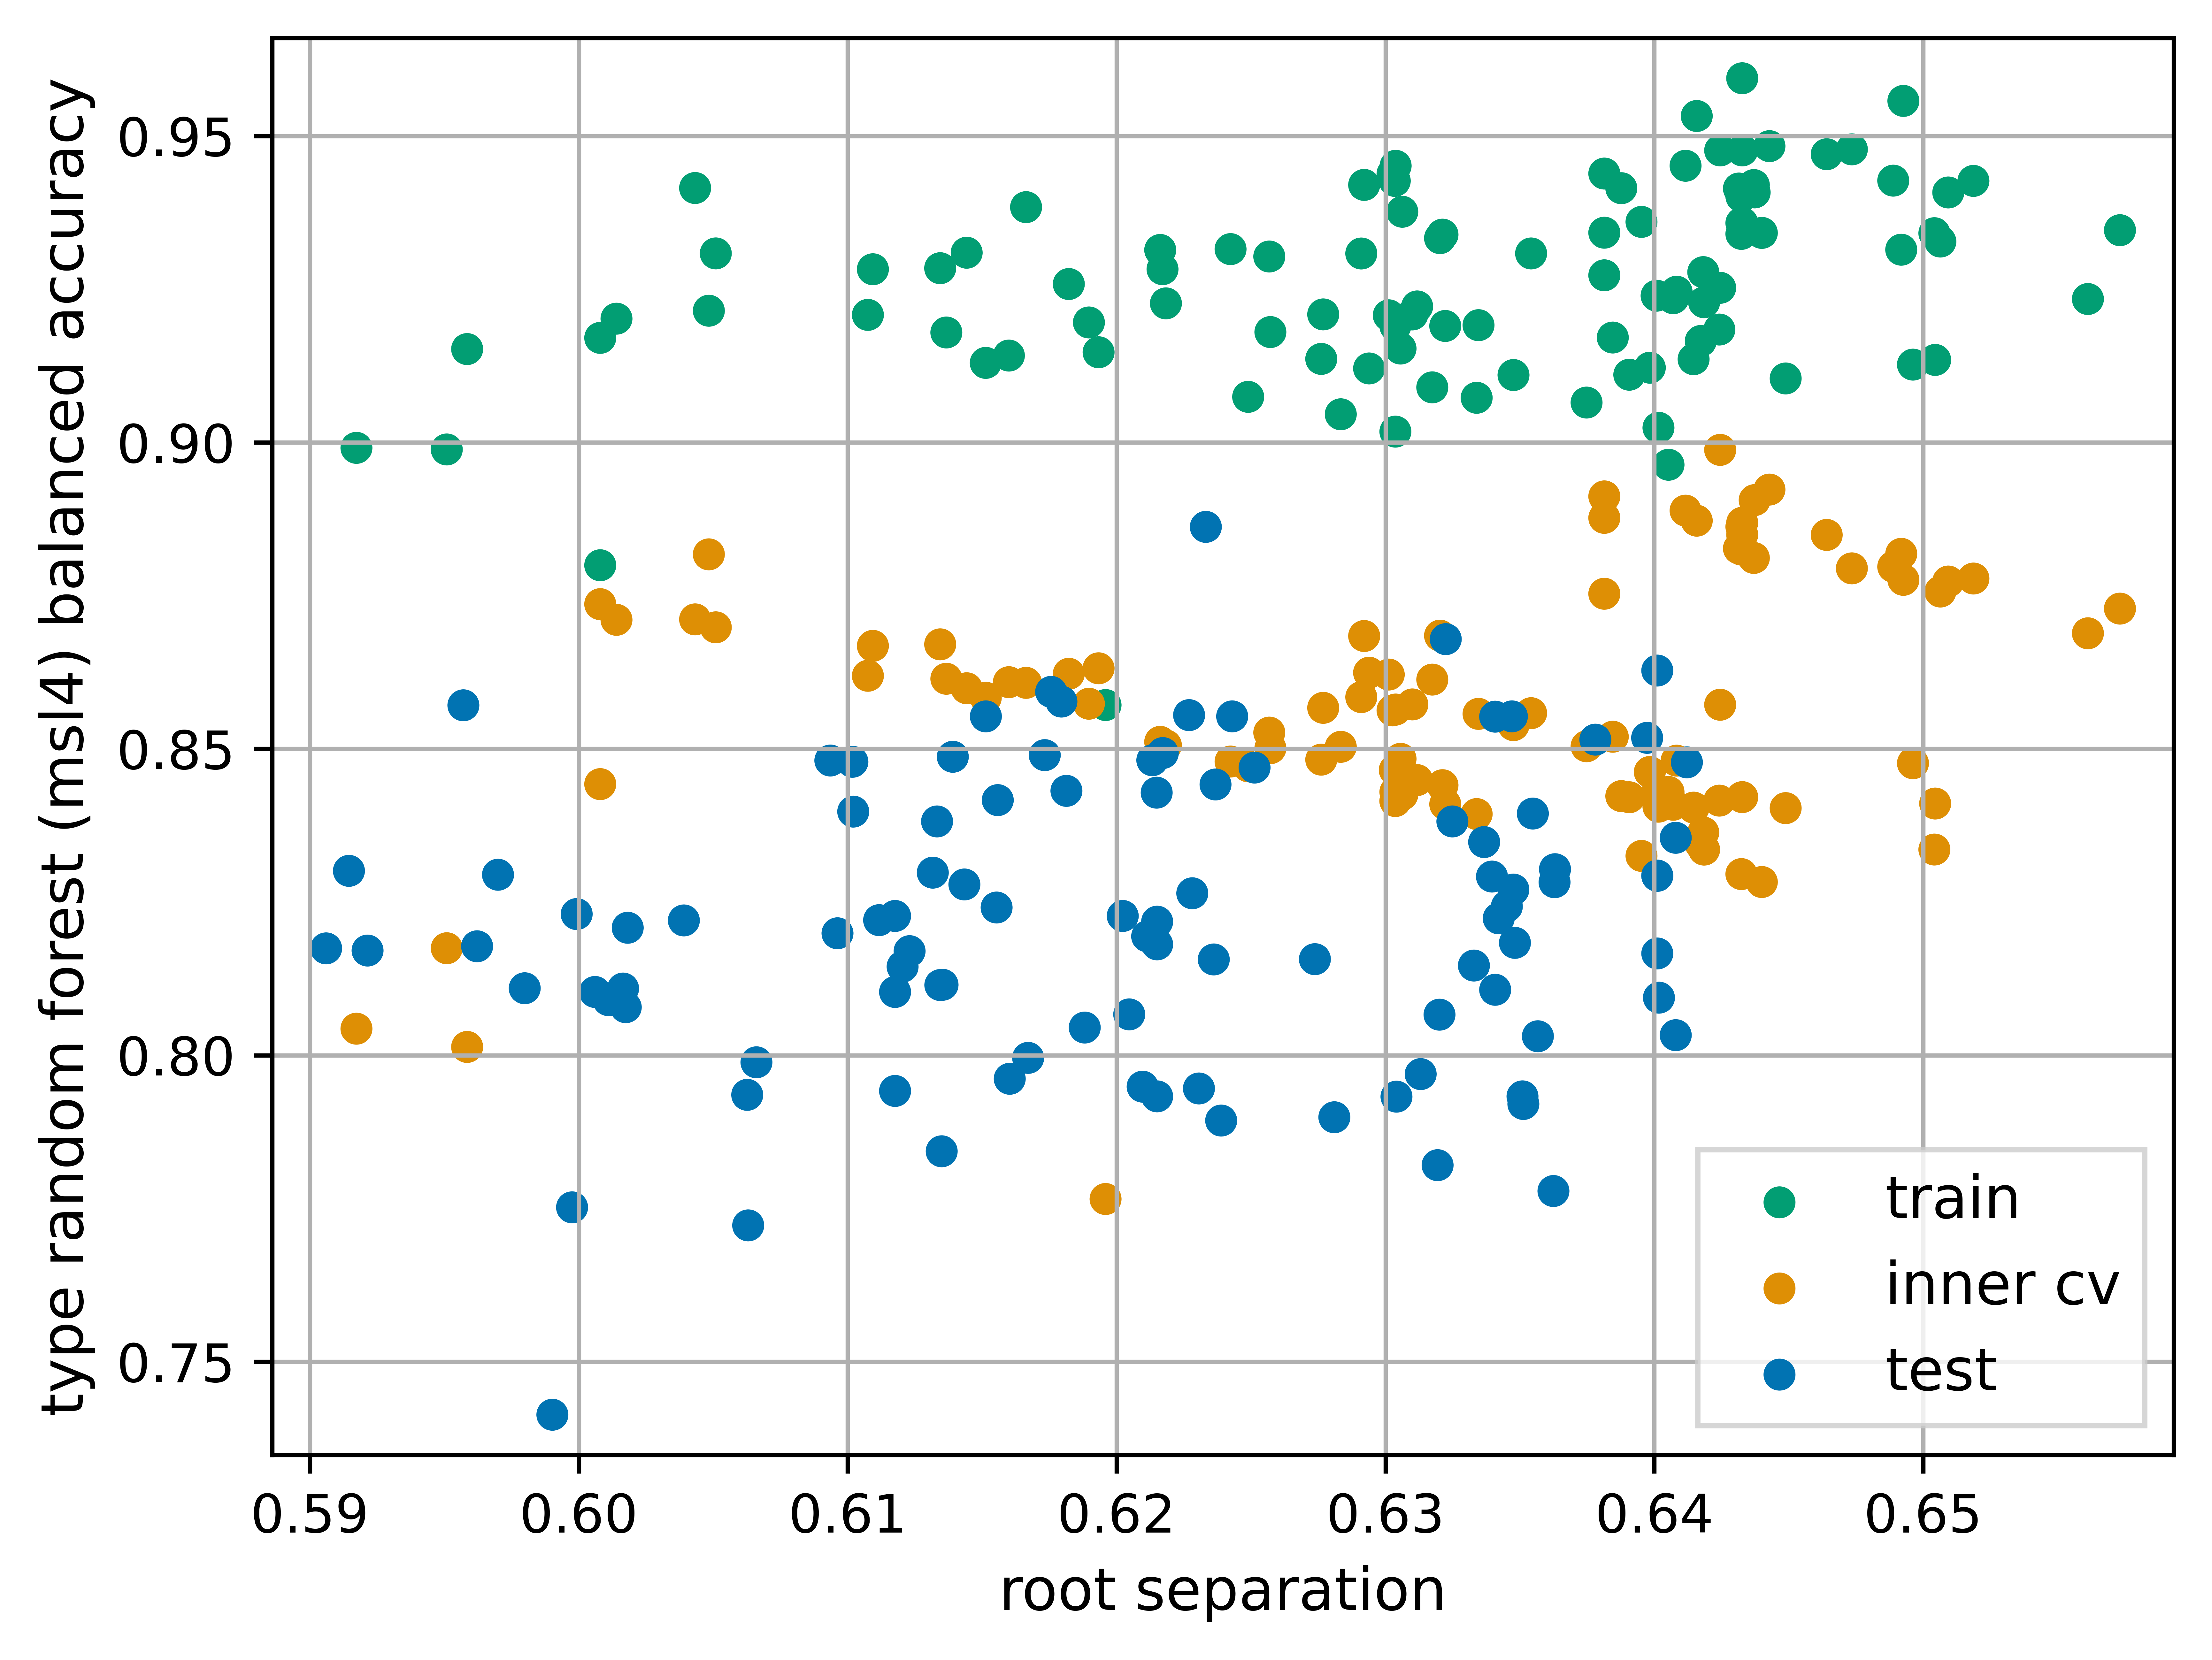 type random forest (msl4) balanced accuracy
0.95
0.90
0.85
0.80
0.75
0.59 0.60 0.61 0.62 0.63 0.64 0.65
root separation
train
inner cv
test